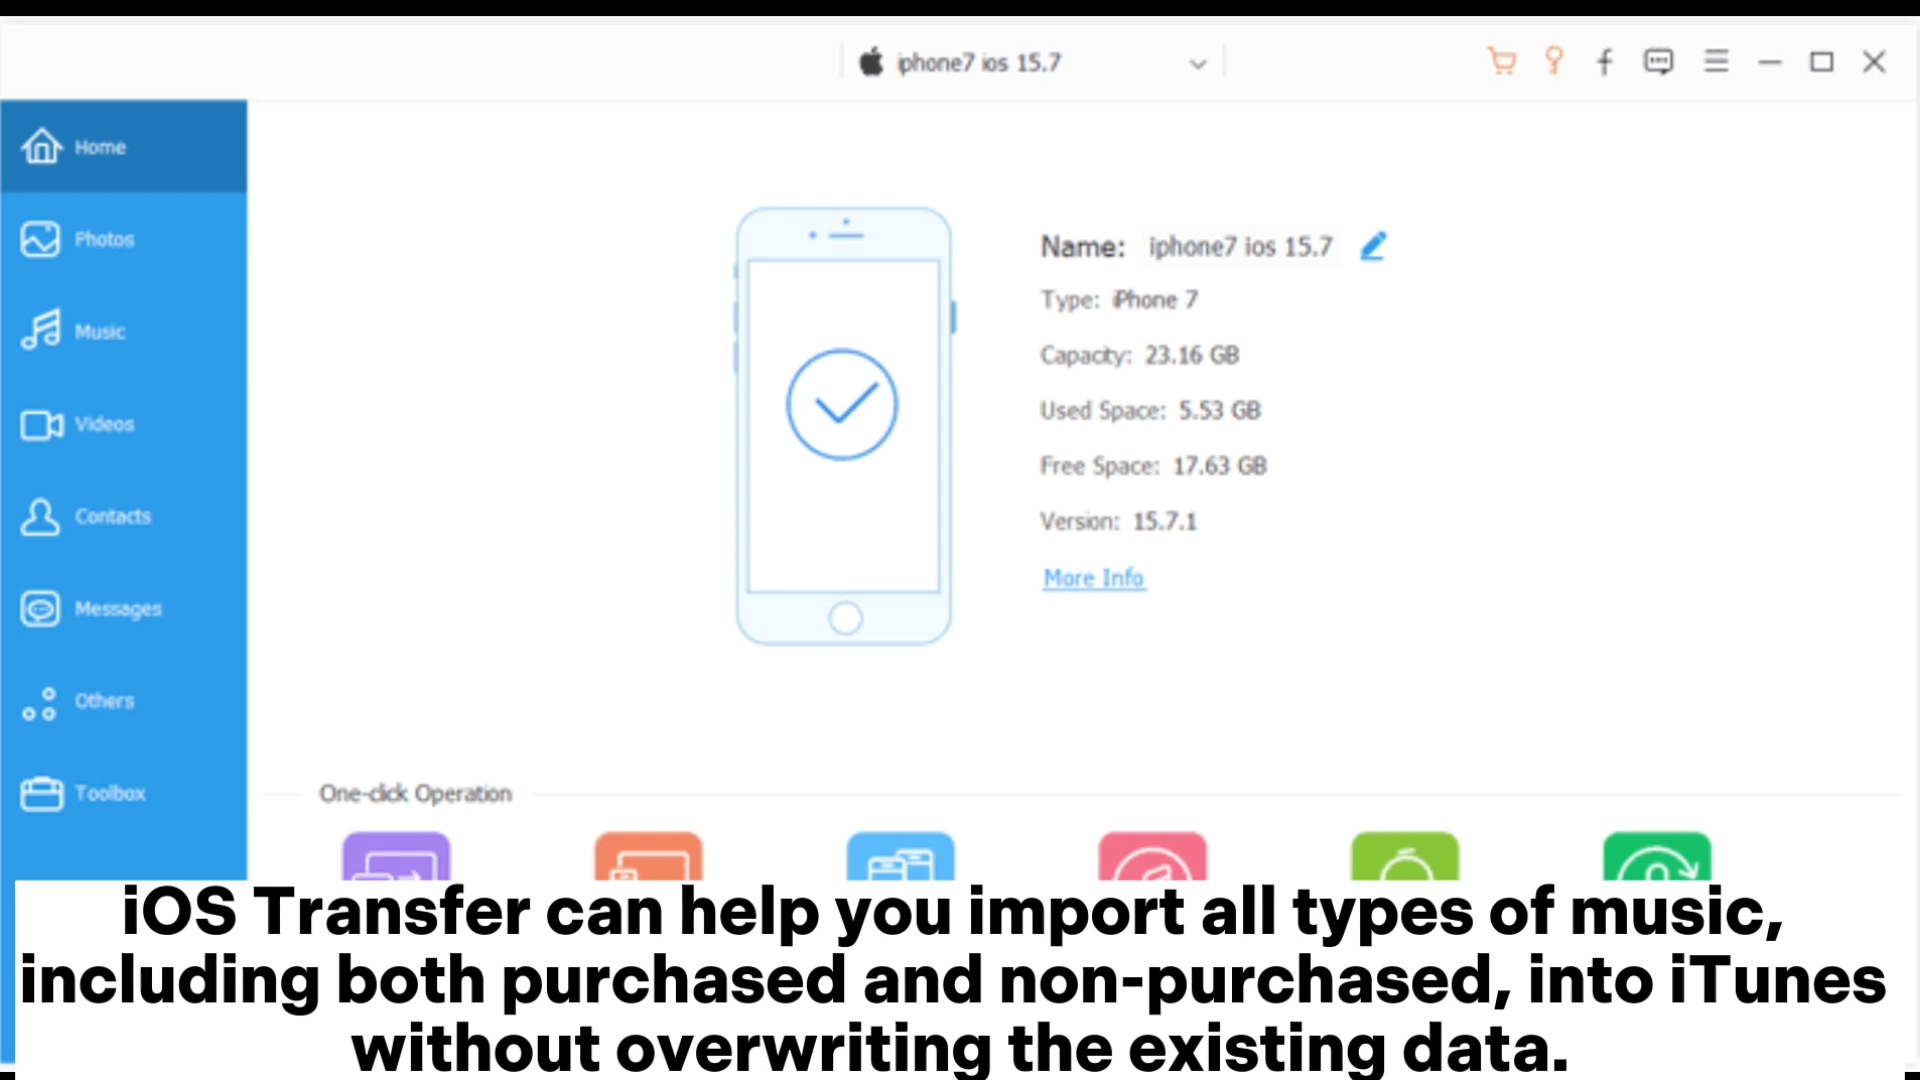 iphone7 ios 15.7
Home
Photos
Music
Videos
Contacts
Messages
Others
Toolbox
Name: iphone7 ios 15.7
Type: iPhone 7
Capacity: 23.16 GB
Used Space: 5.53 GB
Free Space: 17.63 GB
Version: 15.7.1
More Info
One-click Operation
iOS Transfer can help you import all types of music,
including both purchased and non-purchased, into iTunes
without overwriting the existing data.